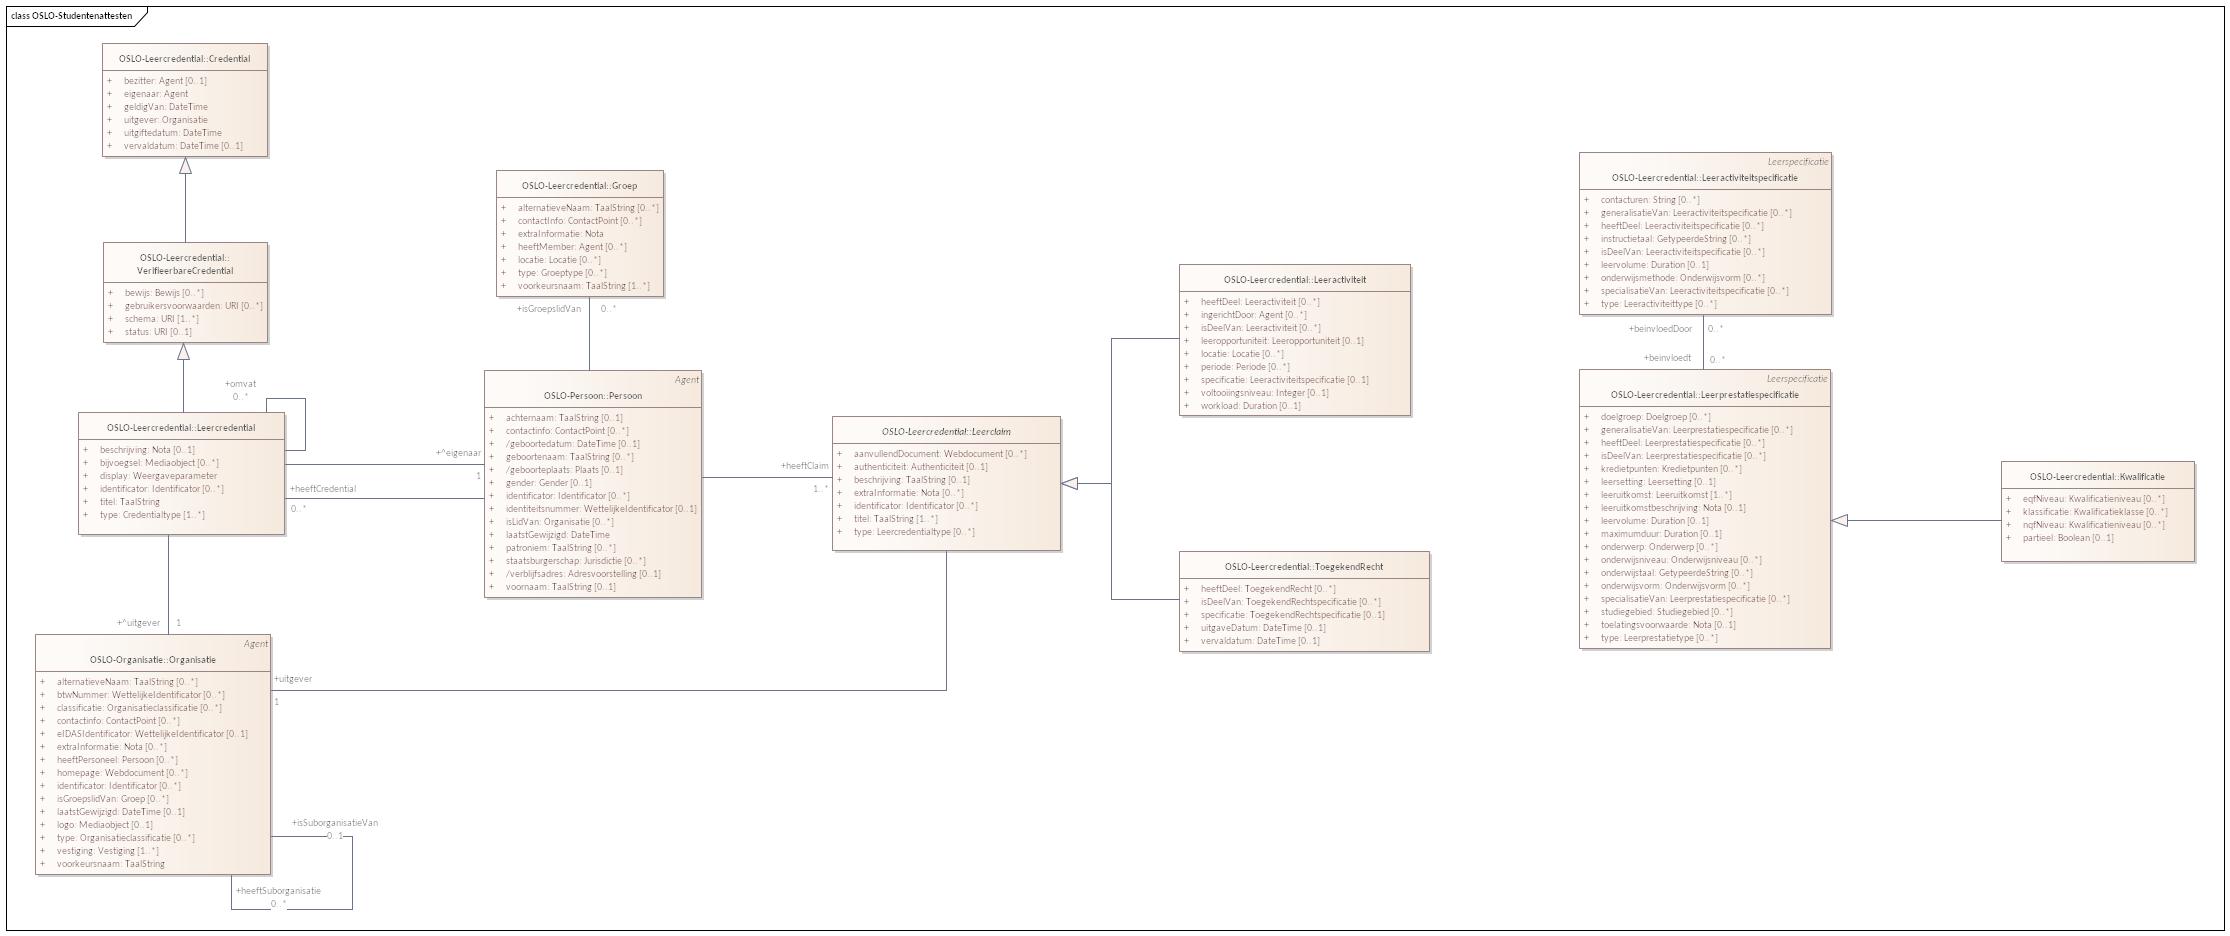 class OSLO-Studentenattesten
OSLO-Leercredential::Credential
+ bezitter: Agent [0..1]
+ eigenaar: Agent
+ geldigVan: DateTime
+ uitgever: Organisatie
+ uitgiftedatum: DateTime
+ vervaldatum: DateTime [0..1]
OSLO-Leercredential::
VerifieerbareCredential
+ bewijs: Bewijs [0..*]
+ gebruikersvoorwaarden: URI [0..*]
+ schema: URI [1..*]
+ status: URI [0..1]
+omvat
0..*
OSLO-Leercredential::Leercredential
+ beschrijving: Nota [0..1]
+ bijvoegsel: Mediaobject [0..*]
+ display: Weergaveparameter
+ identificator: Identificator [0..*]
+ titel: TaalString
+ type: Credentialtype [1..*]
+^eigenaar
1
+heeftCredential
0..*
+^uitgever
1
Agent
OSLO-Organisatie::Organisatie
+ alternatieveNaam: TaalString [0..*]
+ btwNummer: WettelijkeIdentificator [0..*]
+ classificatie: Organisatieclassificatie [0..*]
+ contactinfo: ContactPoint [0..*]
+ eIDASIdentificator: WettelijkeIdentificator [0..1]
+ extraInformatie: Nota [0..*]
+ heeftPersoneel: Persoon [0..*]
+ homepage: Webdocument [0..*]
+ identificator: Identificator [0..*]
+ isGroepslidVan: Groep [0..*]
+ laatstGewijzigd: DateTime [0..1]
+ logo: Mediaobject [0..1]
+ type: Organisatieclassificatie [0..*]
+ vestiging: Vestiging [1..*]
+ voorkeursnaam: TaalString
+uitgever
1
+isSuborganisatieVan
0..1
+heeftSuborganisatie
0..*
OSLO-Leercredential::Groep
+ alternatieveNaam: TaalString [0..*]
+ contactInfo: ContactPoint [0..*]
+ extraInformatie: Nota
+ heeftMember: Agent [0..*]
+ locatie: Locatie [0..*]
+ type: Groeptype [0..*]
+ voorkeursnaam: TaalString [1..*]
+isGroepslidVan
0..*
Agent
OSLO-Persoon::Persoon
+ achternaam: TaalString [0..1]
+ contactinfo: ContactPoint [0..*]
+ /geboortedatum: DateTime [0..1]
+ geboortenaam: TaalString [0..*]
+ /geboorteplaats: Plaats [0..1]
+ gender: Gender [0..1]
+ identificator: Identificator [0..*]
+ identiteitsnummer: WettelijkeIdentificator [0..1]
+ isLidVan: Organisatie [0..*]
+ laatstGewijzigd: DateTime
+ patroniem: TaalString [0..*]
+ staatsburgerschap: Jurisdictie [0..*]
+ /verblijfsadres: Adresvoorstelling [0..1]
+ voornaam: TaalString [0..1]
+heeftClaim
1..*
OSLO-Leercredential::Leerclaim
+ aanvullendDocument: Webdocument [0..*]
+ authenticiteit: Authenticiteit [0..1]
+ beschrijving: TaalString [0..1]
+ extraInformatie: Nota [0..*]
+ identificator: Identificator [0..*]
+ titel: TaalString [1..*]
+ type: Leercredentialtype [0..*]
OSLO-Leercredential::Leeractiviteit
+ heeftDeel: Leeractiviteit [0..*]
+ ingerichtDoor: Agent [0..*]
+ isDeelVan: Leeractiviteit [0..*]
+ leeropportuniteit: Leeropportuniteit [0..1]
+ locatie: Locatie [0..*]
+ periode: Periode [0..*]
+ specificatie: Leeractiviteitspecificatie [0..1]
+ voltooiingsniveau: Integer [0..1]
+ workload: Duration [0..1]
OSLO-Leercredential::ToegekendRecht
+ heeftDeel: ToegekendRecht [0..*]
+ isDeelVan: ToegekendRechtspecificatie [0..*]
+ specificatie: ToegekendRechtspecificatie [0..1]
+ uitgaveDatum: DateTime [0..1]
+ vervaldatum: DateTime [0..1]
Leerspecificatie
OSLO-Leercredential::Leeractiviteitspecificatie
+ contacturen: String [0..*]
+ generalisatieVan: Leeractiviteitspecificatie [0..*]
+ heeftDeel: Leeractiviteitspecificatie [0..*]
+ instructietaal: GetypeerdeString [0..*]
+ isDeelVan: Leeractiviteitspecificatie [0..*]
+ leervolume: Duration [0..1]
+ onderwijsmethode: Onderwijsvorm [0..*]
+ specialisatieVan: Leeractiviteitspecificatie [0..*]
+ type: Leeractiviteittype [0..*]
+beinvloedDoor
0..*
+beinvloedt
0..*
Leerspecificatie
OSLO-Leercredential::Leerprestatiespecificatie
+ doelgroep: Doelgroep [0..*]
+ generalisatieVan: Leerprestatiespecificatie [0..*]
+ heeftDeel: Leerprestatiespecificatie [0..*]
+ isDeelVan: Leerprestatiespecificatie [0..*]
+ kredietpunten: Kredietpunten [0..*]
+ leersetting: Leersetting [0..1]
+ leeruitkomst: Leeruitkomst [1..*]
+ leeruitkomstbeschrijving: Nota [0..1]
+ leervolume: Duration [0..1]
+ maximumduur: Duration [0..1]
+ onderwerp: Onderwerp [0..*]
+ onderwijsniveau: Onderwijsniveau [0..*]
+ onderwijstaal: GetypeerdeString [0..*]
+ onderwijsvorm: Onderwijsvorm [0..*]
+ specialisatieVan: Leerprestatiespecificatie [0..*]
+ studiegebied: Studiegebied [0..*]
+ toelatingsvoorwaarde: Nota [0..1]
+ type: Leerprestatietype [0..*]
OSLO-Leercredential::Kwalificatie
+ eqfNiveau: Kwalificatieniveau [0..*]
+ klassificatie: Kwalificatieklasse [0..*]
+ nqfNiveau: Kwalificatieniveau [0..*]
+ partieel: Boolean [0..1]